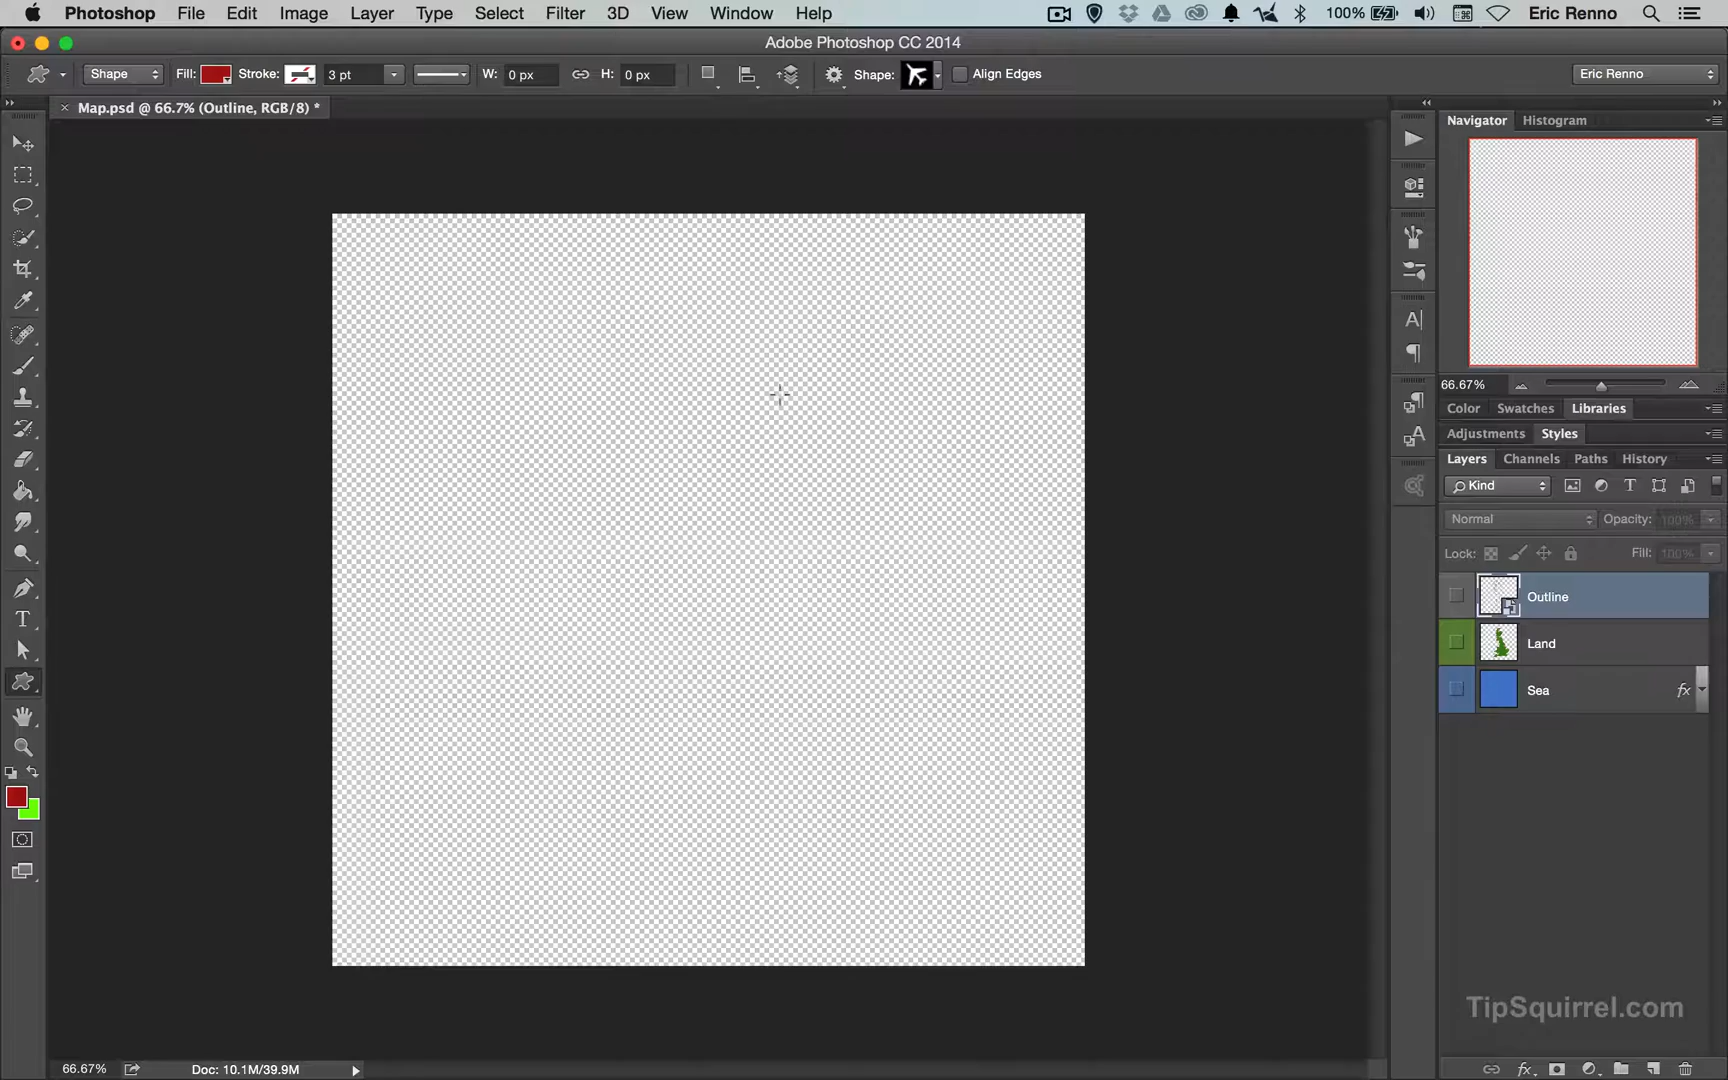 Photoshop File Edit Image Layer Type Select Filter 3D View Window Help 100% Eric Renno
Adobe Photoshop CC 2014
Shape Fill: Stroke: 3 pt W: 0 px H: 0 px Shape: Align Edges Eric Renno
× Map.psd @ 66.7% (Outline, RGB/8) *
Navigator Histogram
66.67%
Color Swatches Libraries
Adjustments Styles
Layers Channels Paths History
Kind
Normal Opacity: 100%
Lock: Fill: 100%
Outline
Land
Sea fx
TipSquirrel.com
66.67% Doc: 10.1M/39.9M
fx